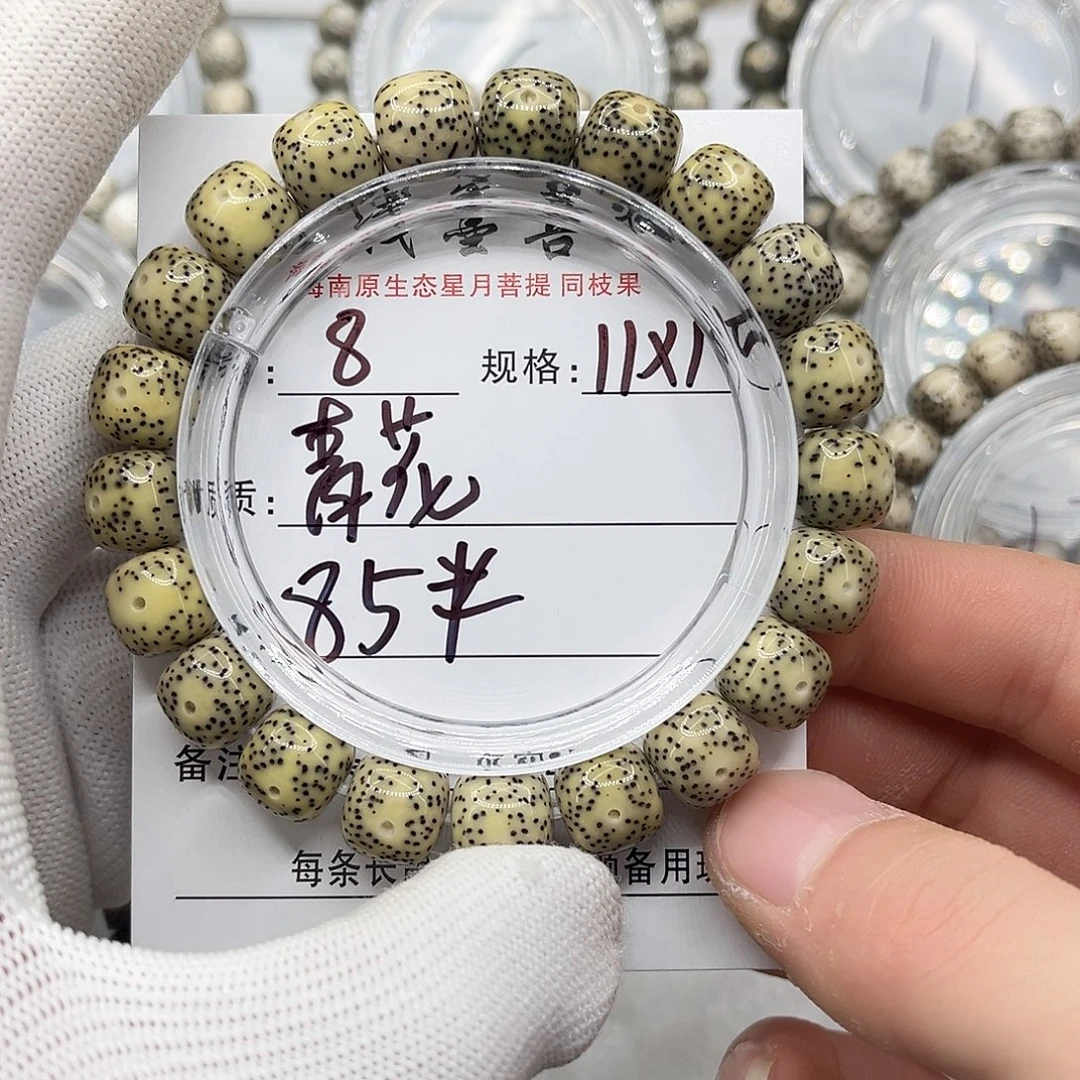 海南原生态星月菩提 同枝果
: 8 规格: 11X1
质: 青花
85半
备注
每条长 备用